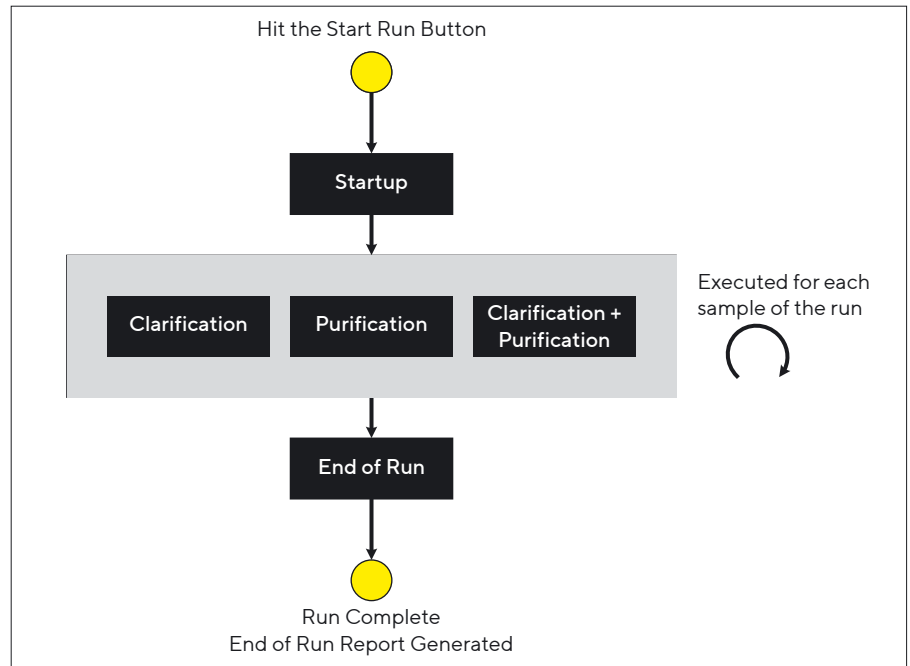 Hit the Start Run Button
Startup
Executed for each
sample of the run
Clarification
Purification
Clarification +
Purification
End of Run
Run Complete
End of Run Report Generated